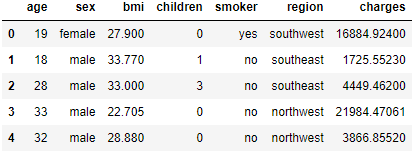 age sex bmi children smoker region charges
0 19 female 27.900 0 yes southwest 16884.92400
1 18 male 33.770 1 no southeast 1725.55230
2 28 male 33.000 3 no southeast 4449.46200
3 33 male 22.705 0 no northwest 21984.47061
4 32 male 28.880 0 no northwest 3866.85520